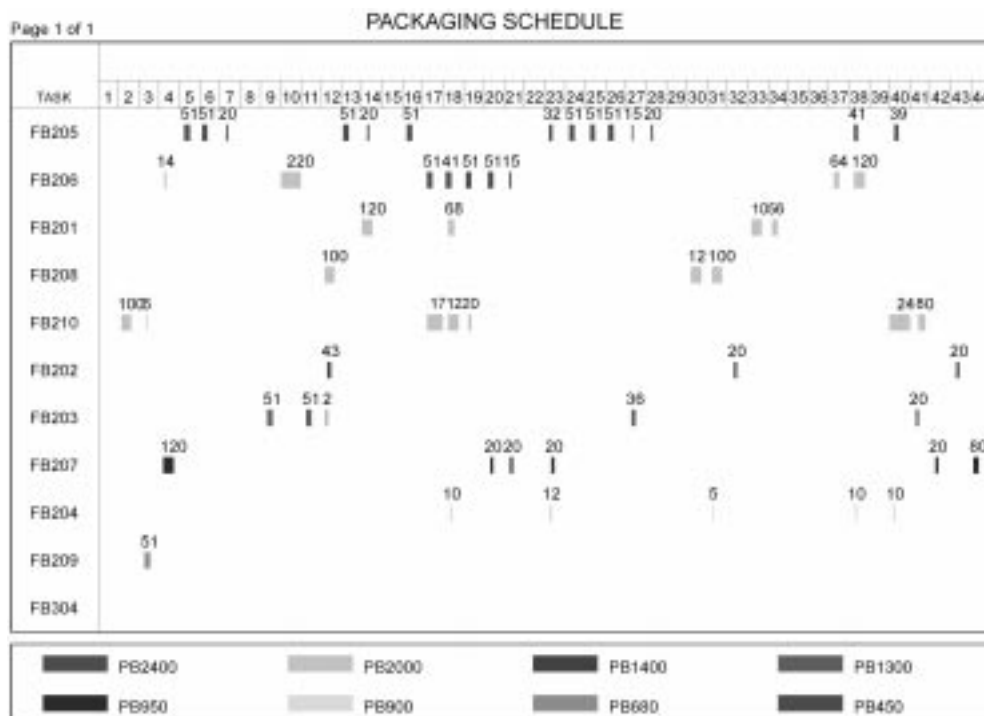 PACKAGING SCHEDULE
Page 1 of 1
TASK 1 2 3 4 5 6 7 8 9 10 11 12 13 14 15 16 17 18 19 20 21 22 23 24 25 26 27 28 29 30 31 32 33 34 35 36 37 38 39 40 41 42 43 44
FB205 51 51 20 51 20 51 32 51 51 51 15 20 41 39
FB206 14 220 51 41 51 51 15 64 120
FB201 120 68 105 6
FB208 100 12 100
FB210 100 6 17 12 20 24 80
FB202 43 20 20
FB203 51 51 2 36 20
FB207 120 20 20 20 20 80
FB204 10 12 5 10 10
FB209 51
FB304
PB2400 PB2000 PB1400 PB1300
PB950 PB900 PB680 PB450